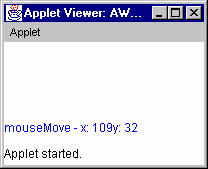 Applet Viewer: AW...
Applet
mouseMove - x: 109y: 32
Applet started.